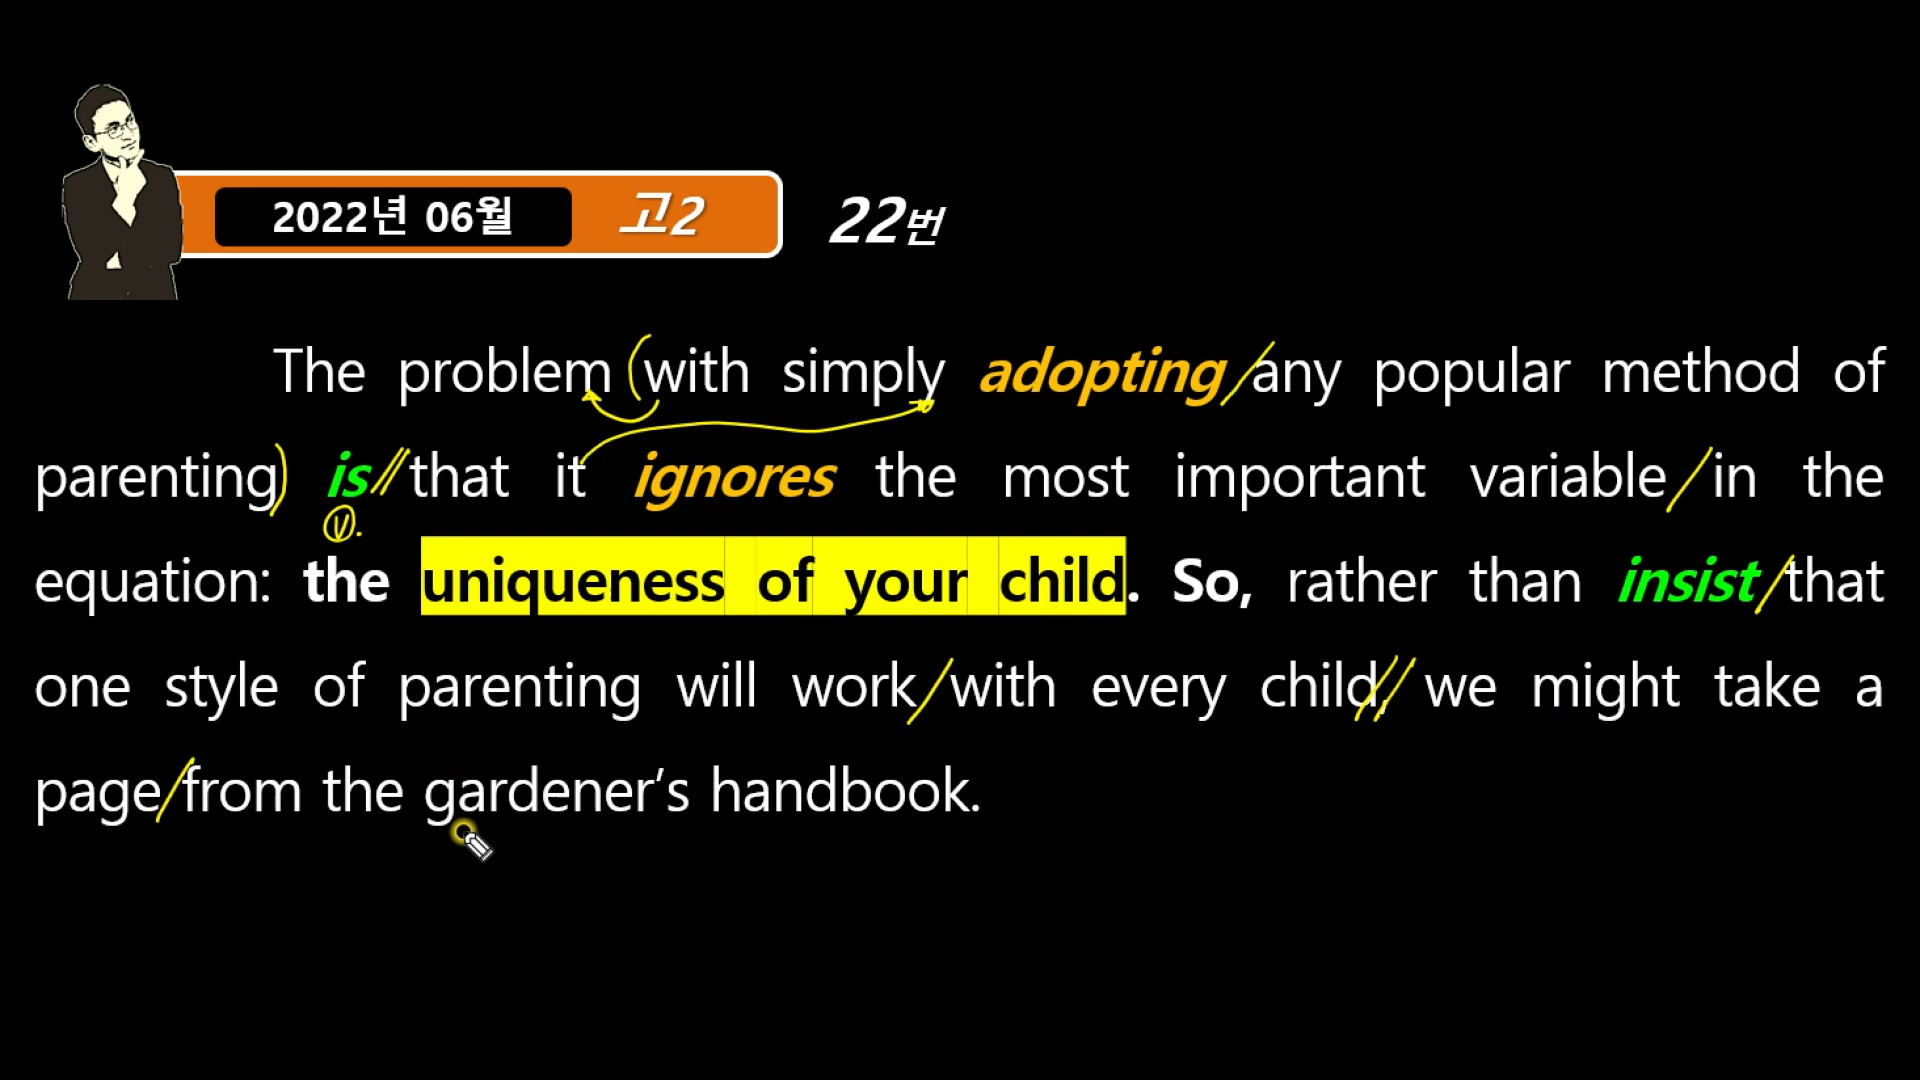 2022년 06월 고2 22번
The problem with simply adopting any popular method of
parenting is that it ignores the most important variable in the
equation: the uniqueness of your child. So, rather than insist that
one style of parenting will work with every child, we might take a
page from the gardener's handbook.
V.